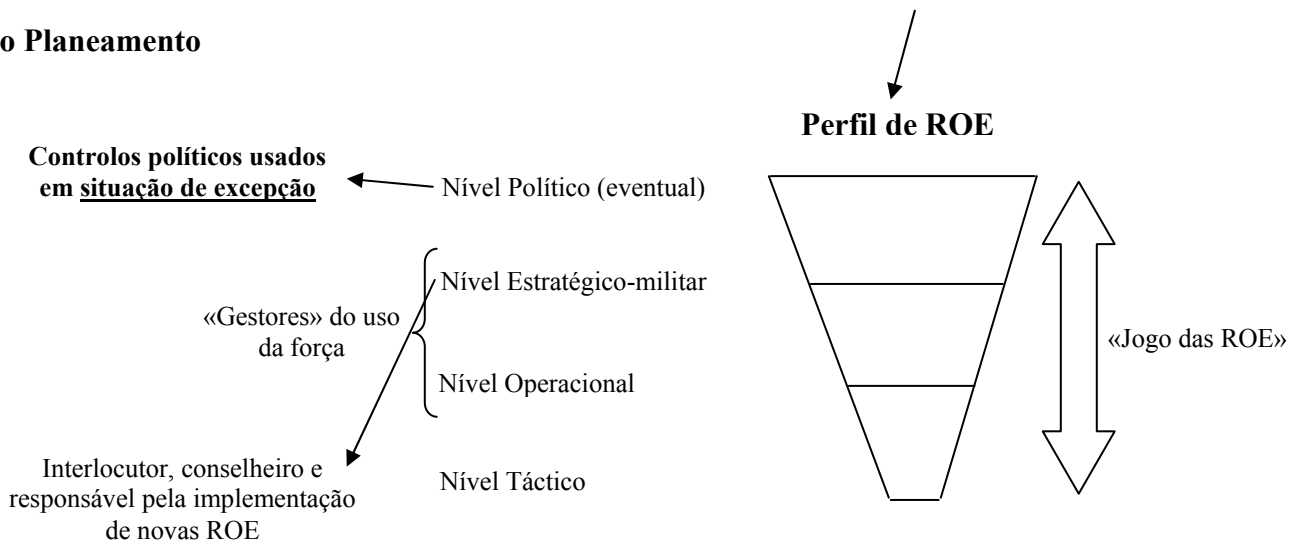 o Planeamento
Perfil de ROE
Controlos políticos usados
em situação de excepção
Nível Político (eventual)
Nível Estratégico-militar
«Gestores» do uso
da força
«Jogo das ROE»
Nível Operacional
Interlocutor, conselheiro e
responsável pela implementação
de novas ROE
Nível Táctico